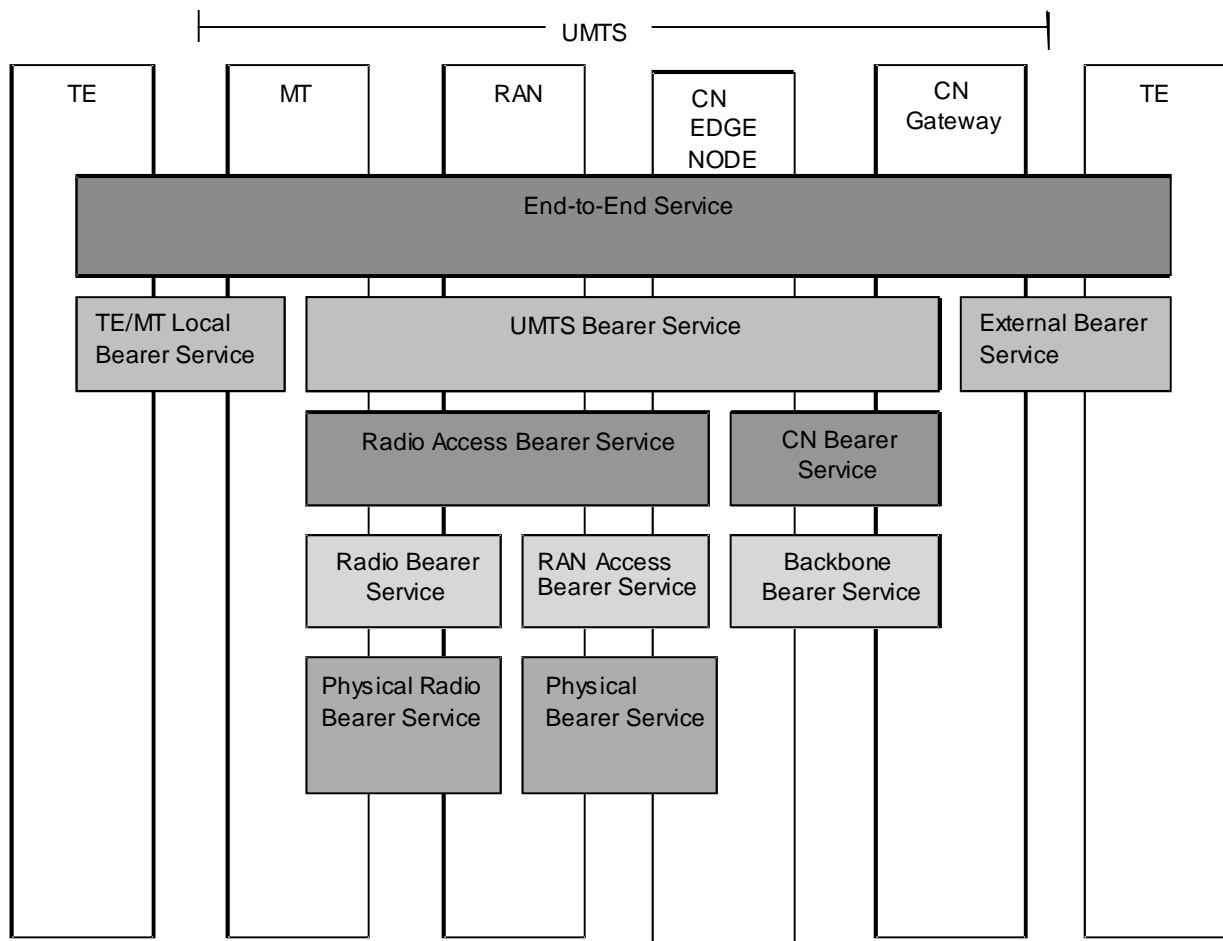 UMTS
TE
MT
RAN
CN
EDGE
NODE
CN
Gateway
TE
End-to-End Service
TE/MT Local
Bearer Service
UMTS Bearer Service
External Bearer
Service
Radio Access Bearer Service
CN Bearer
Service
Radio Bearer
Service
RAN Access
Bearer Service
Backbone
Bearer Service
Physical Radio
Bearer Service
Physical
Bearer Service